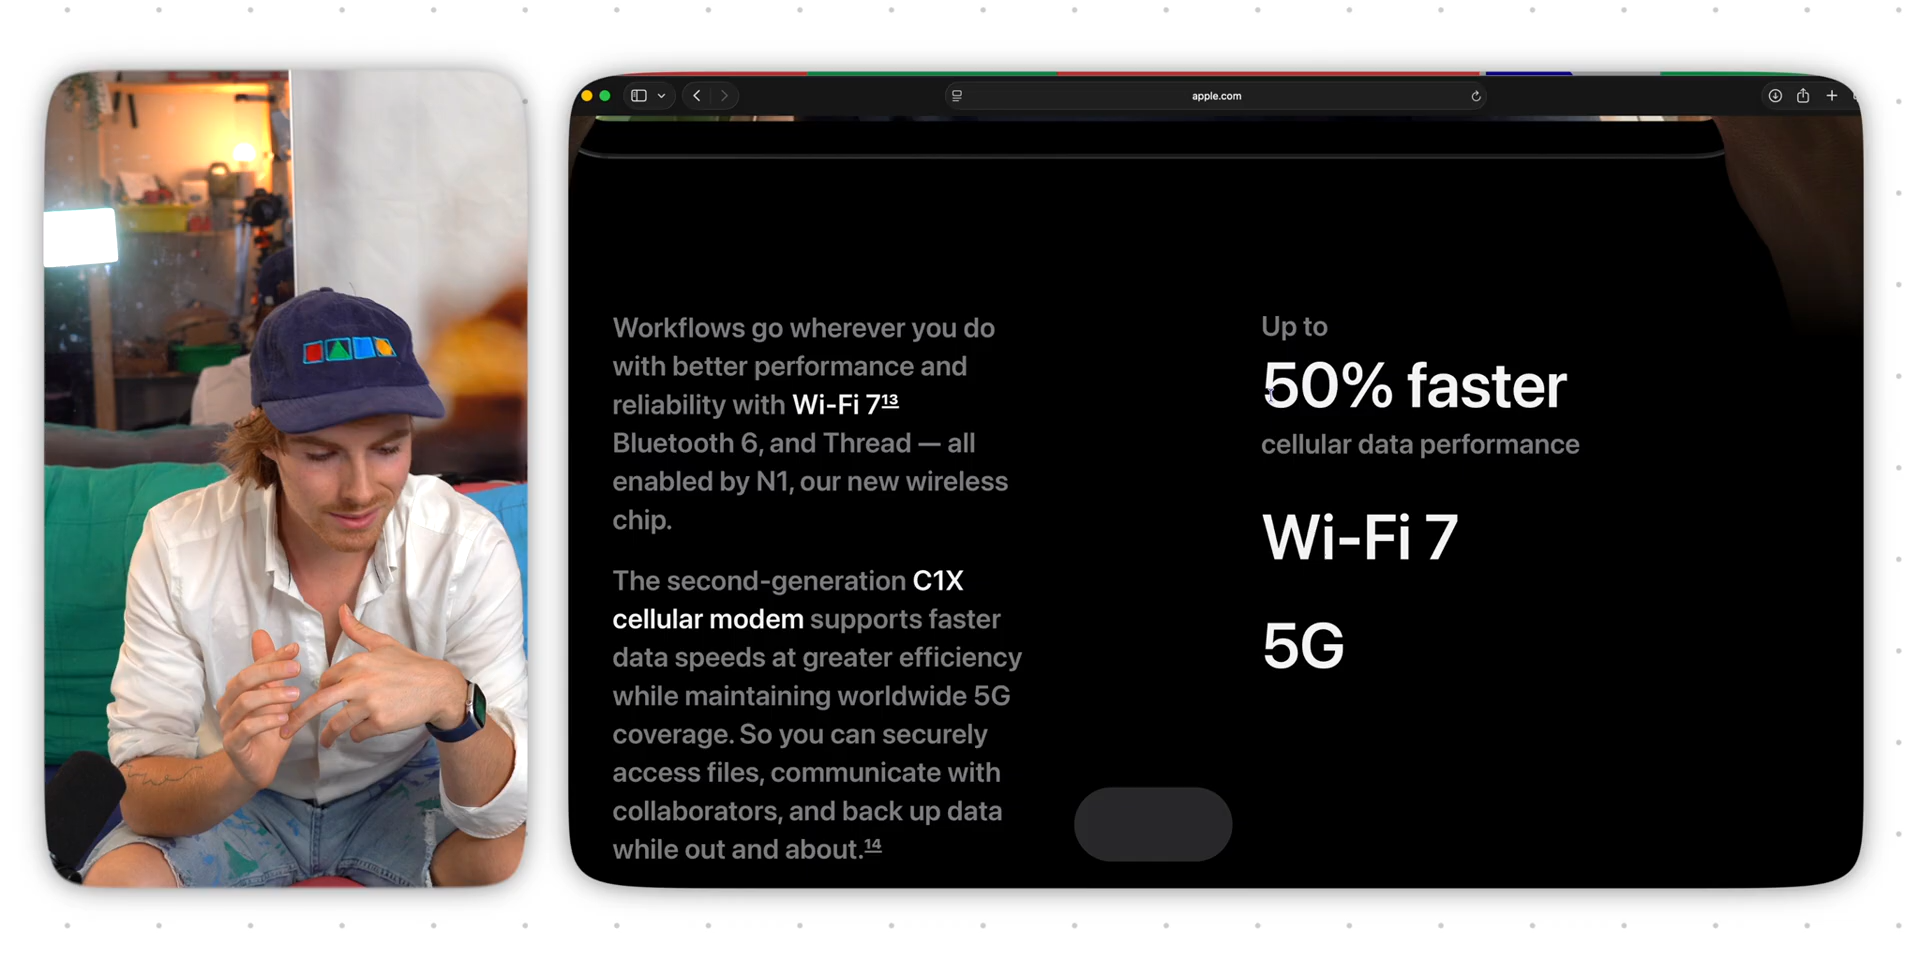 apple.com
Workflows go wherever you do
with better performance and
reliability with Wi-Fi 7¹³
Bluetooth 6, and Thread — all
enabled by N1, our new wireless
chip.
The second-generation C1X
cellular modem supports faster
data speeds at greater efficiency
while maintaining worldwide 5G
coverage. So you can securely
access files, communicate with
collaborators, and back up data
while out and about.¹⁴
Up to
50% faster
cellular data performance
Wi-Fi 7
5G